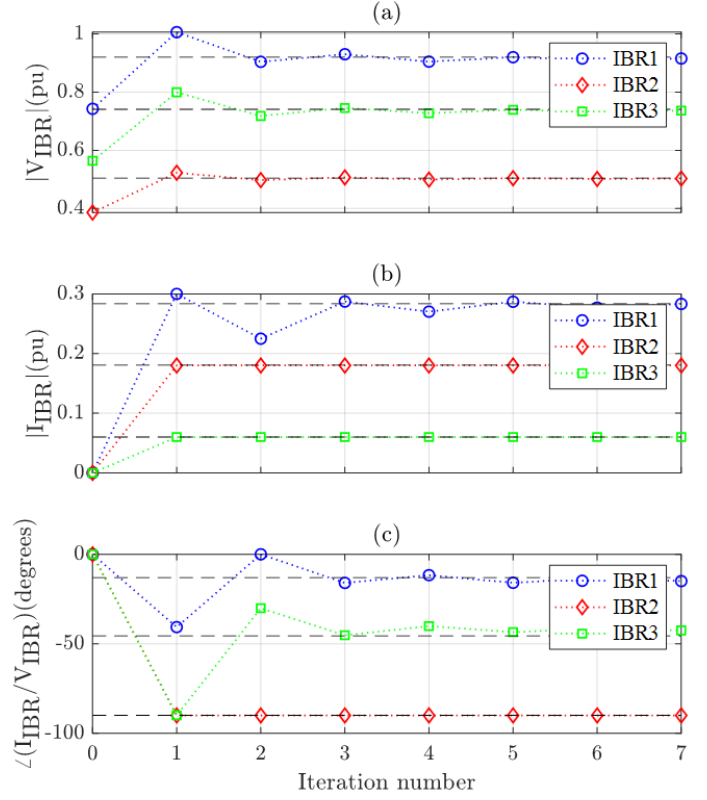 (a)
|V_IBR|(pu)
1
0.8
0.6
0.4
IBR1
IBR2
IBR3
(b)
|I_IBR|(pu)
0.3
0.2
0.1
0
IBR1
IBR2
IBR3
(c)
∠(I_IBR/V_IBR)(degrees)
0
-50
-100
IBR1
IBR2
IBR3
0 1 2 3 4 5 6 7
Iteration number